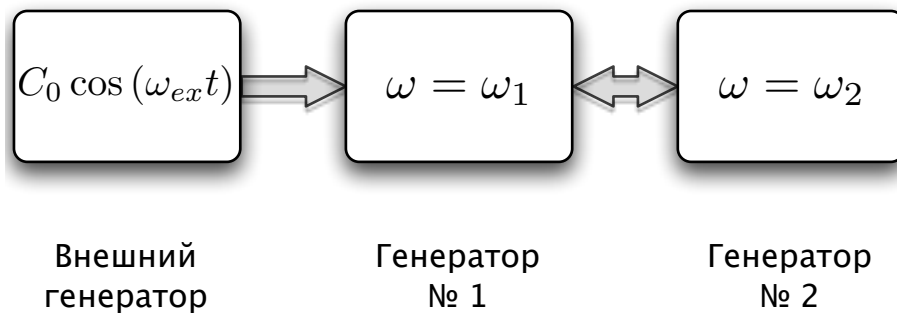 C₀ cos (ωₑₓt)
ω = ω₁
ω = ω₂
Внешний
генератор
Генератор
№ 1
Генератор
№ 2